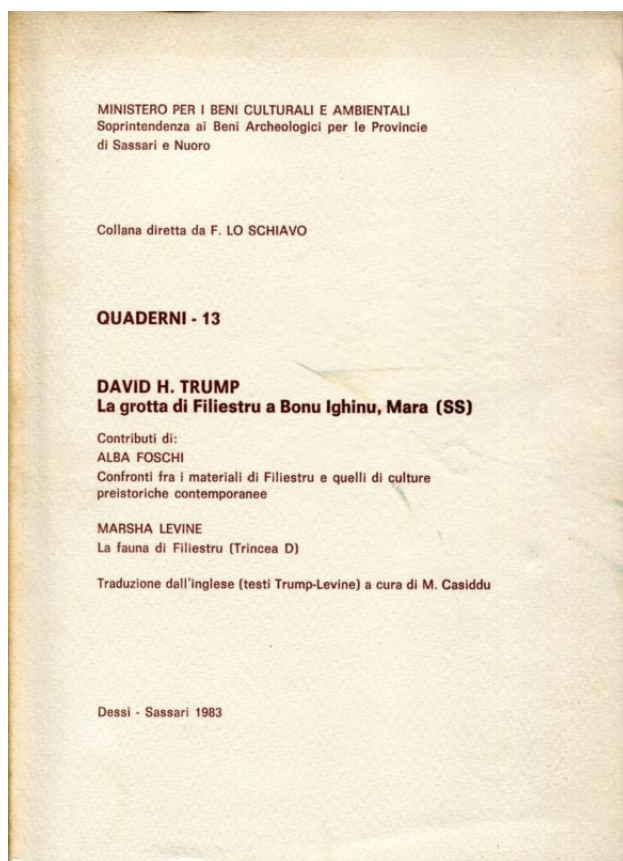 MINISTERO PER I BENI CULTURALI E AMBIENTALI
Soprintendenza ai Beni Archeologici per le Provincie
di Sassari e Nuoro
Collana diretta da F. LO SCHIAVO
QUADERNI - 13
DAVID H. TRUMP
La grotta di Filiestru a Bonu Ighinu, Mara (SS)
Contributi di:
ALBA FOSCHI
Confronti fra i materiali di Filiestru e quelli di culture
preistoriche contemporanee
MARSHA LEVINE
La fauna di Filiestru (Trincea D)
Traduzione dall'inglese (testi Trump-Levine) a cura di M. Casiddu
Dessì - Sassari 1983